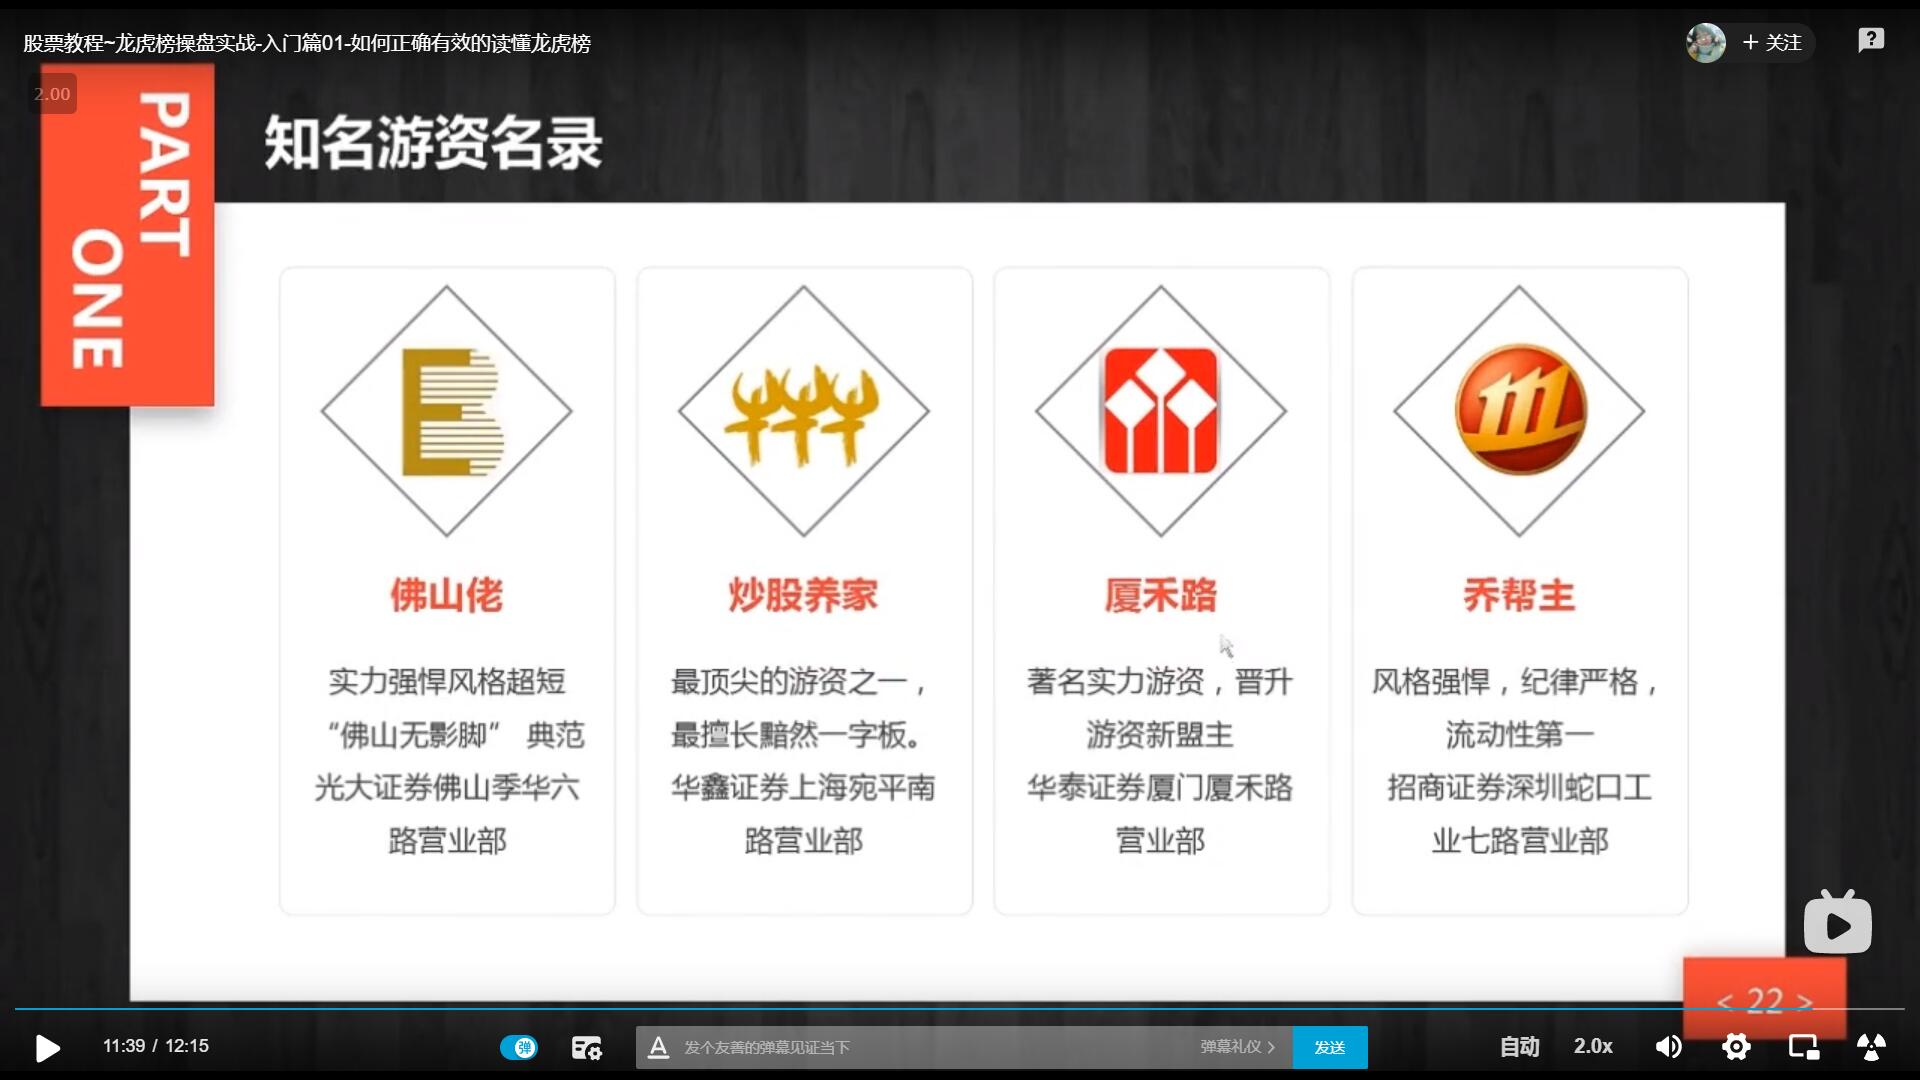 股票教程~龙虎榜操盘实战-入门篇01-如何正确有效的读懂龙虎榜
+ 关注
2.00
PART
ONE
知名游资名录
佛山佬
实力强悍风格超短
“佛山无影脚” 典范
光大证券佛山季华六
路营业部
炒股养家
最顶尖的游资之一，
最擅长黯然一字板。
华鑫证券上海宛平南
路营业部
厦禾路
著名实力游资，晋升
游资新盟主
华泰证券厦门厦禾路
营业部
乔帮主
风格强悍，纪律严格，
流动性第一
招商证券深圳蛇口工
业七路营业部
< 22 >
11:39 / 12:15
弹
发个友善的弹幕见证当下
弹幕礼仪 >
发送
自动
2.0x